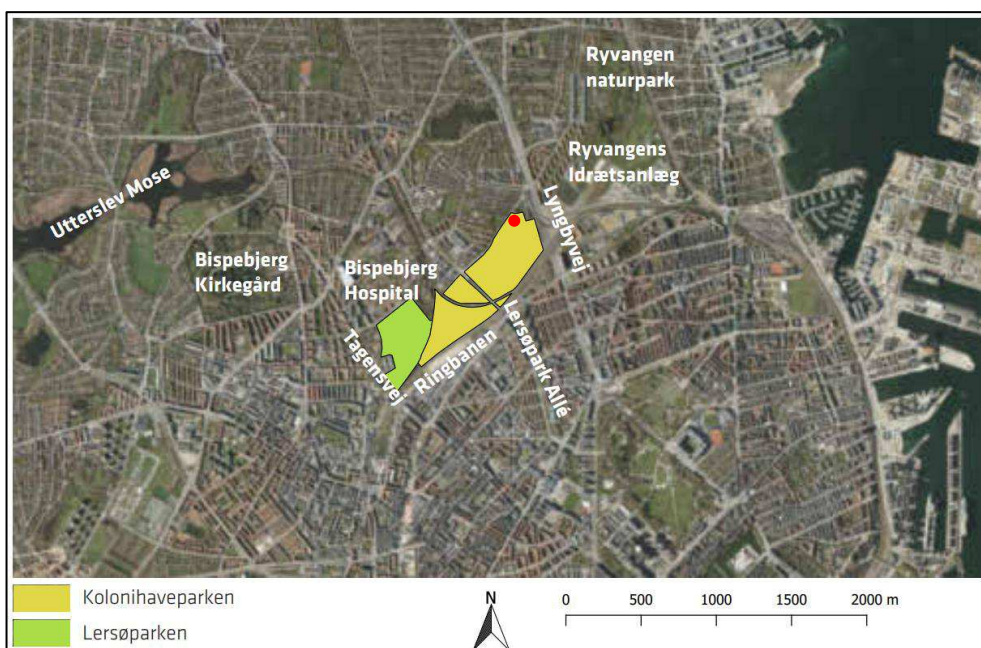 Ryvangen
naturpark
Ryvangens
Idrætsanlæg
Utterslev Mose
Lyngbyvej
Bispebjerg
Kirkegård
Bispebjerg
Hospital
Tagensvej
Ringbanen
Lersøpark Allé
Kolonihaveparken
Lersøparken
N
0 500 1000 1500 2000 m